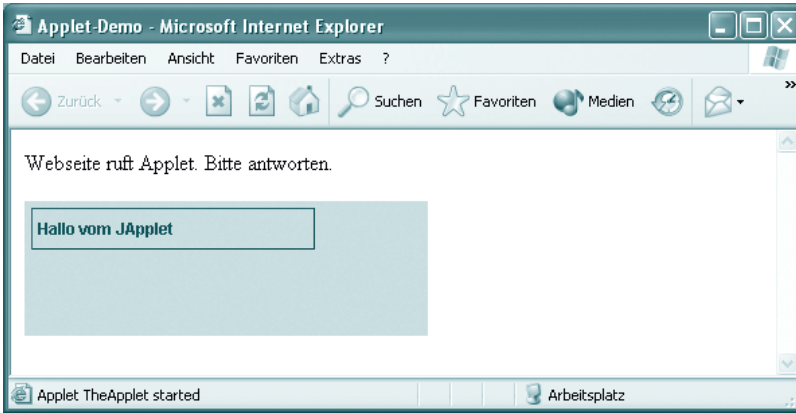 Applet-Demo - Microsoft Internet Explorer
Datei Bearbeiten Ansicht Favoriten Extras ?
Zurück Suchen Favoriten Medien »
Webseite ruft Applet. Bitte antworten.
Hallo vom JApplet
Applet TheApplet started Arbeitsplatz